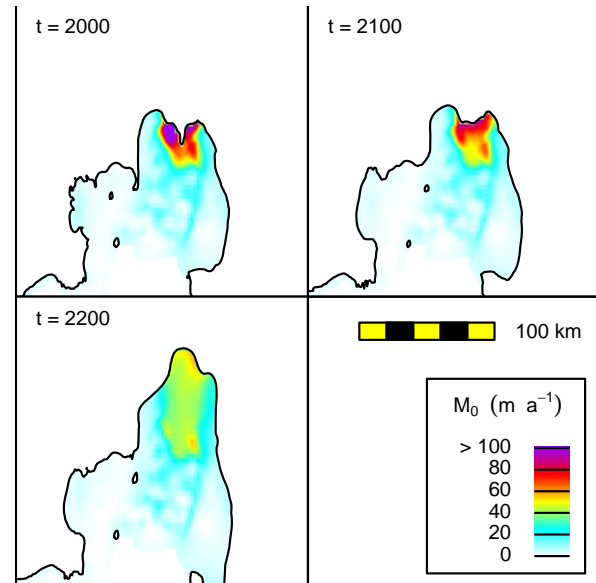 t = 2000
t = 2100
t = 2200
100 km
M₀ (m a⁻¹)
> 100
80
60
40
20
0